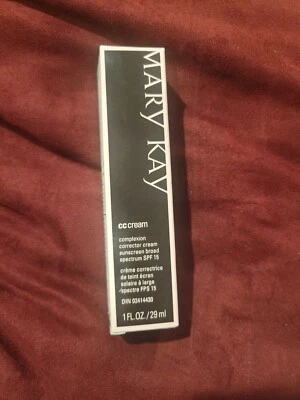 MARY KAY
cc cream
complexion
corrector cream
sunscreen broad
spectrum SPF 15
crème correctrice
de teint écran
solaire à large
spectre FPS 15
DIN 02414430
1 FL.OZ./29 ml